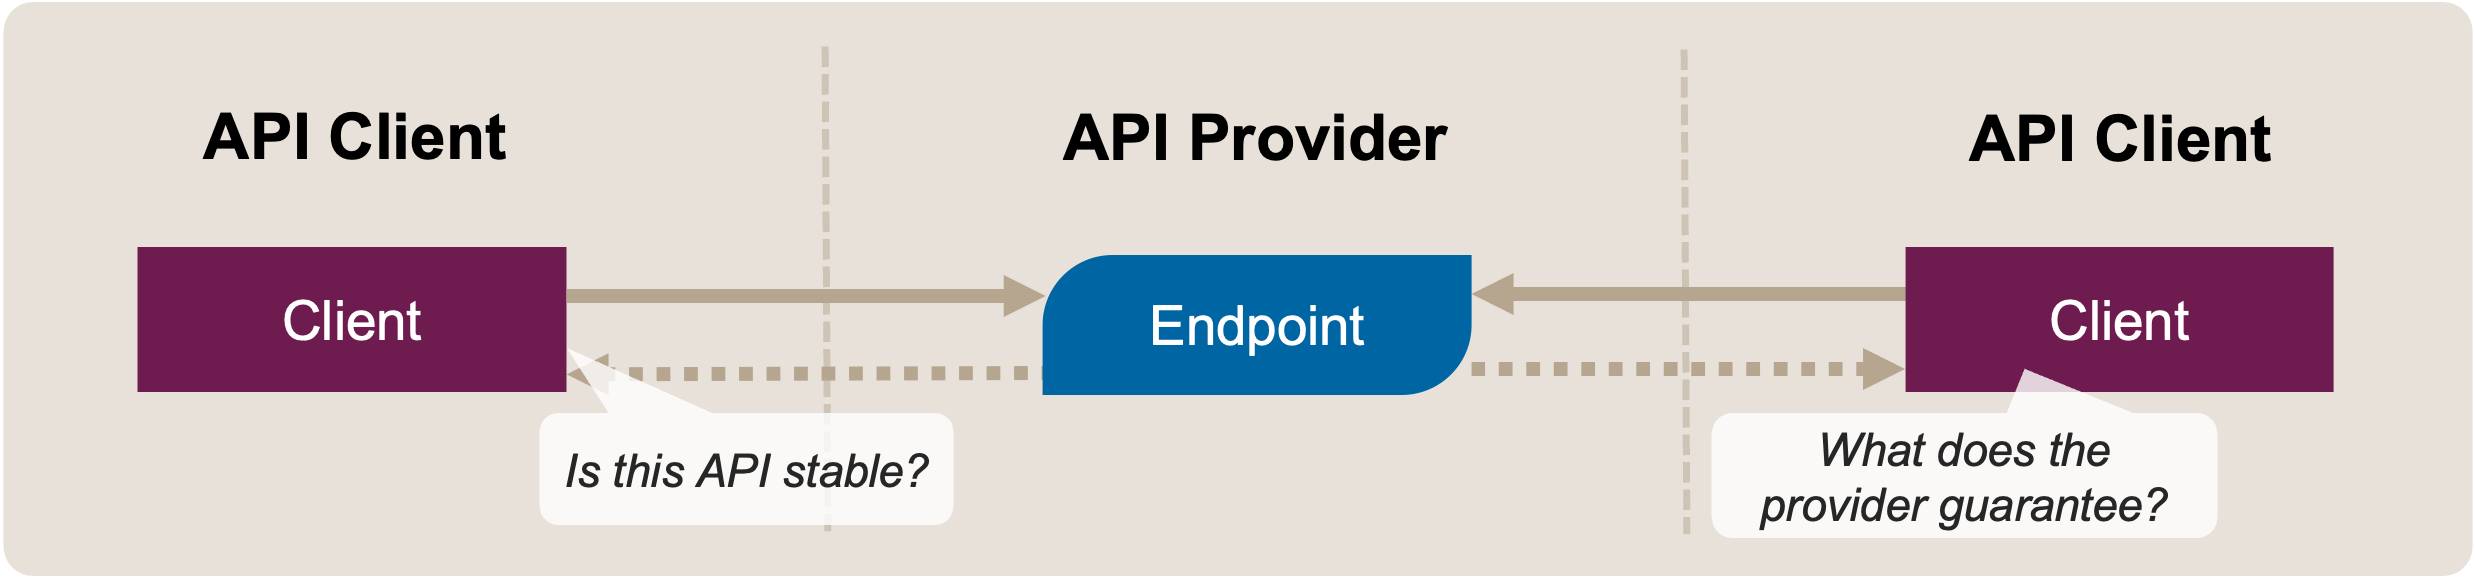 API Client
API Provider
API Client
Client
Endpoint
Client
Is this API stable?
What does the
provider guarantee?